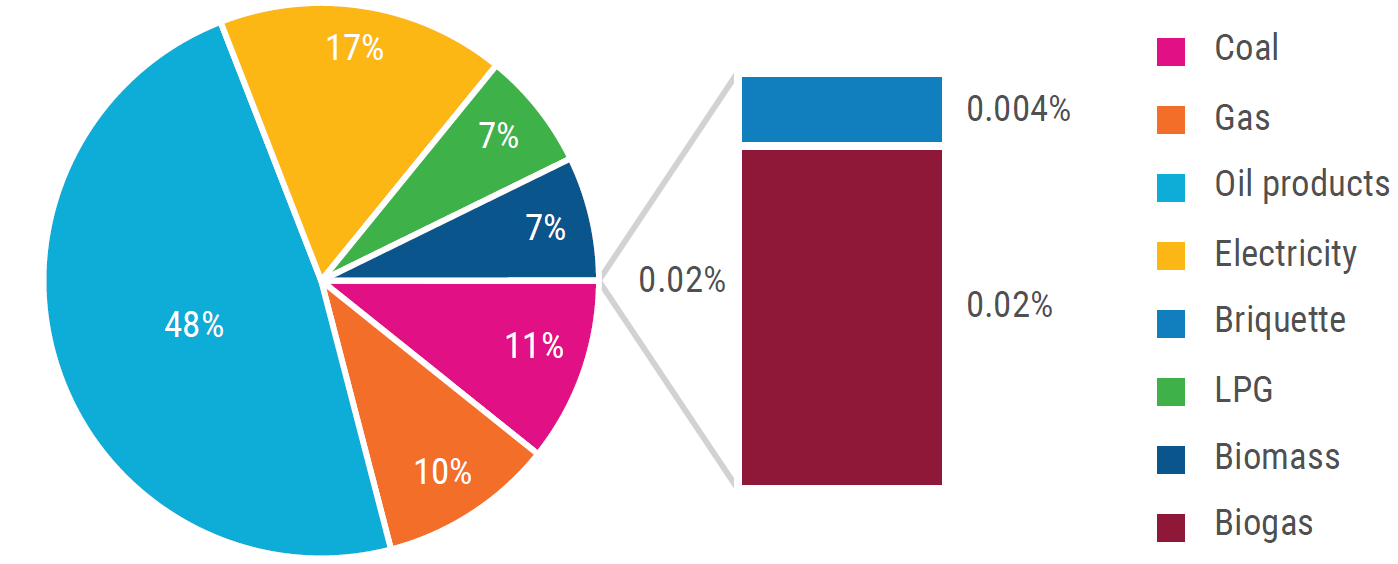 17%
7%
7%
48%
11%
10%
0.02%
0.004%
0.02%
Coal
Gas
Oil products
Electricity
Briquette
LPG
Biomass
Biogas